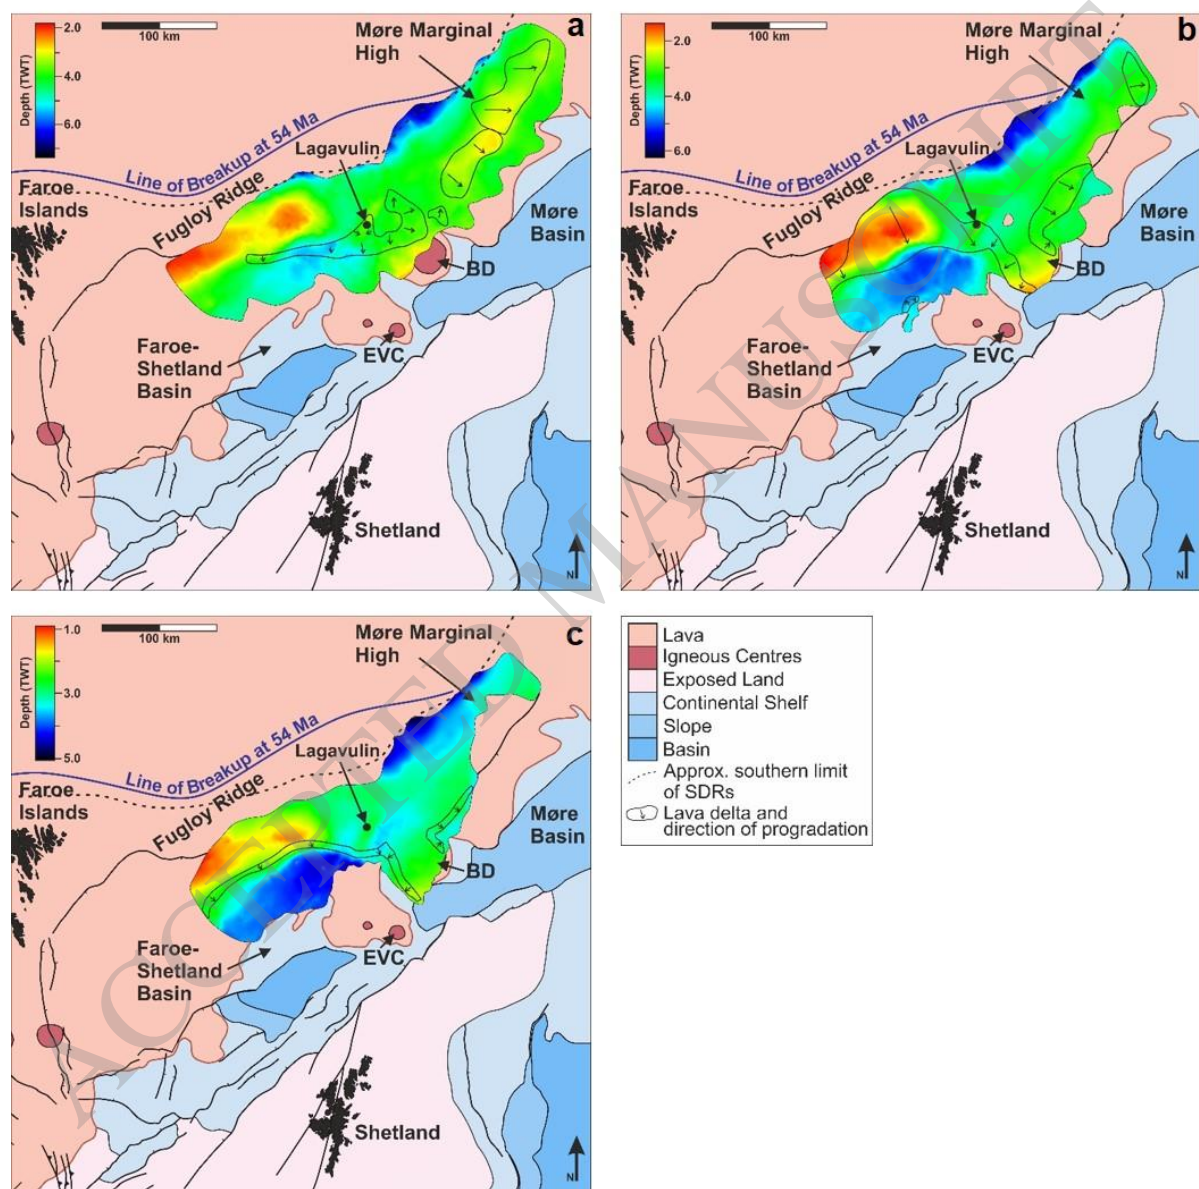 100 km
a
2.0
4.0
6.0
Depth (TWT)
Møre Marginal
High
Line of Breakup at 54 Ma
Lagavulin
Faroe
Islands
Fugloy Ridge
Møre
Basin
BD
EVC
Faroe-
Shetland
Basin
Shetland
N
100 km
b
2.0
4.0
6.0
Depth (TWT)
Møre Marginal
High
Line of Breakup at 54 Ma
Lagavulin
Faroe
Islands
Fugloy Ridge
Møre
Basin
BD
EVC
Faroe-
Shetland
Basin
Shetland
N
100 km
c
1.0
3.0
5.0
Depth (TWT)
Møre Marginal
High
Line of Breakup at 54 Ma
Lagavulin
Faroe
Islands
Fugloy Ridge
Møre
Basin
BD
EVC
Faroe-
Shetland
Basin
Shetland
N
Lava
Igneous Centres
Exposed Land
Continental Shelf
Slope
Basin
Approx. southern limit
of SDRs
Lava delta and
direction of progradation
ACCEPTED MANUSCRIPT